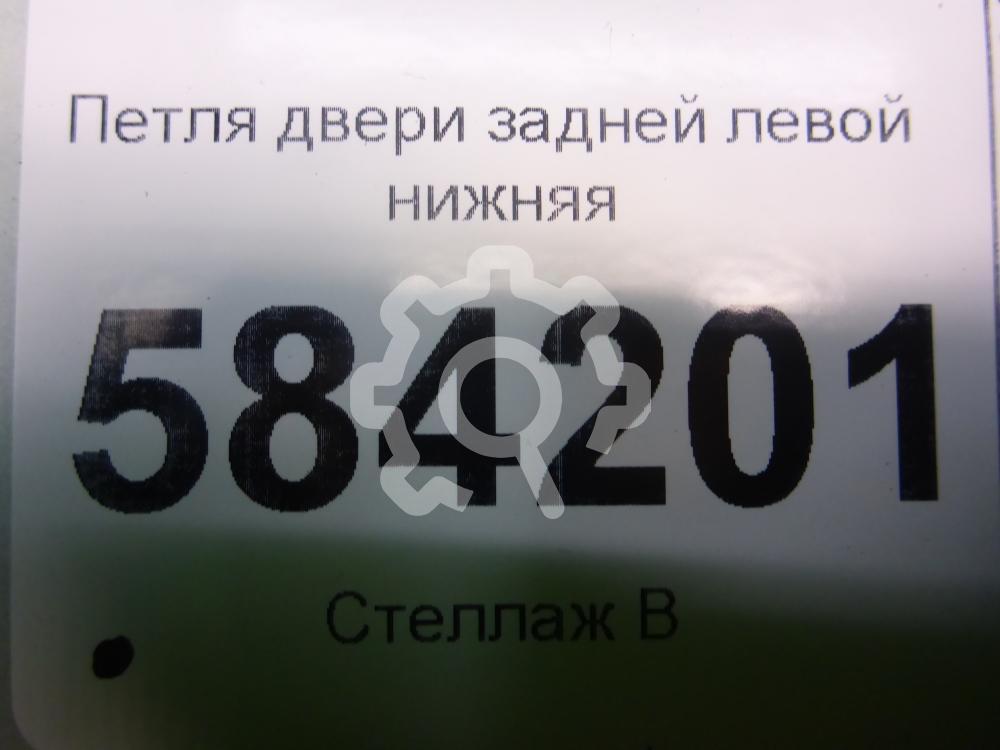 Петля двери задней левой
нижняя
584201
Стеллаж В